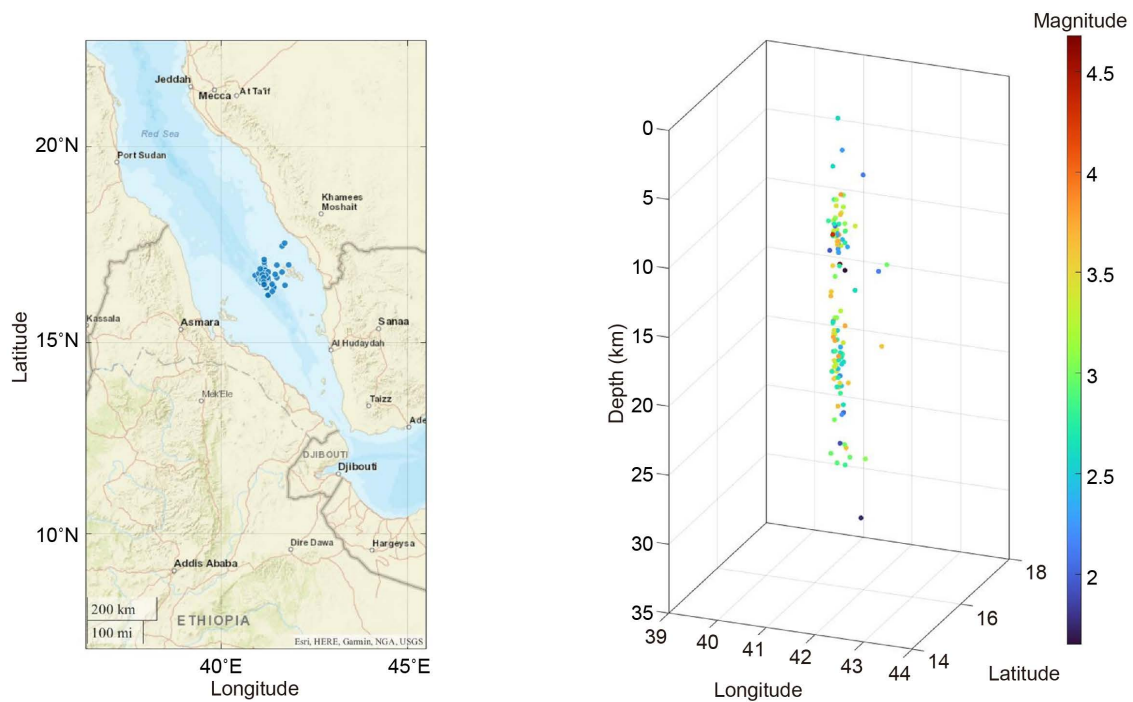 Jeddah
Mecca
At Ta'if
Red Sea
20°N
Port Sudan
Khamees
Moshait
Kassala
Asmara
Sanaa
15°N
Al Hudaydah
Mek'Ele
Taizz
Ade
DJIBOUTI
Djibouti
10°N
Dire Dawa
Hargeysa
Addis Ababa
200 km
100 mi
ETHIOPIA
Esri, HERE, Garmin, NGA, USGS
40°E
45°E
Longitude
Latitude
Magnitude
4.5
4
3.5
3
2.5
2
0
5
10
15
20
25
30
35
Depth (km)
39
40
41
42
43
44
Longitude
14
16
18
Latitude